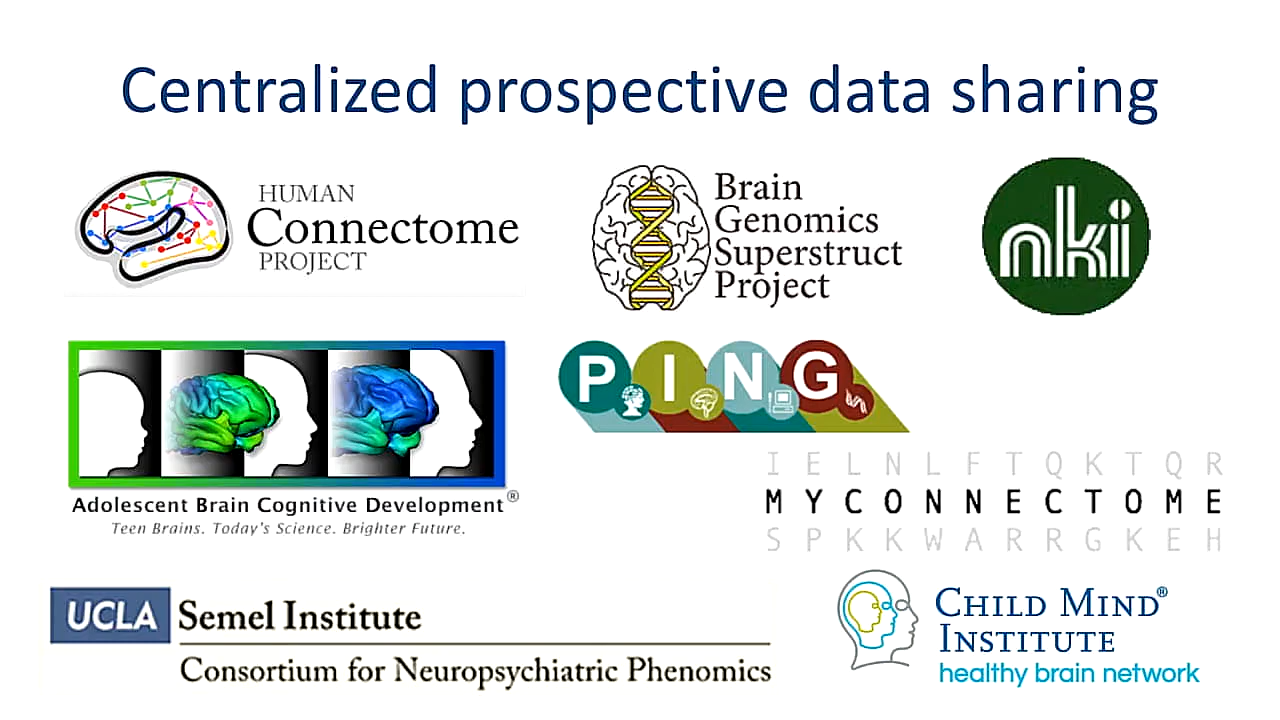 Centralized prospective data sharing
HUMAN
Connectome
PROJECT
Brain
Genomics
Superstruct
Project
nki
Adolescent Brain Cognitive Development®
Teen Brains. Today's Science. Brighter Future.
PING
I E L N L F T Q K T Q R
M Y C O N N E C T O M E
S P K K W A R R G K E H
UCLA Semel Institute
Consortium for Neuropsychiatric Phenomics
CHILD MIND®
INSTITUTE
healthy brain network